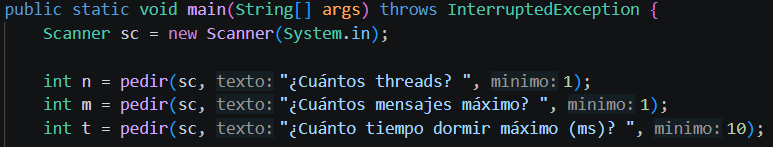 public static void main(String[] args) throws InterruptedException {
Scanner sc = new Scanner(System.in);
int n = pedir(sc, texto: "¿Cuántos threads? ", minimo: 1);
int m = pedir(sc, texto: "¿Cuántos mensajes máximo? ", minimo: 1);
int t = pedir(sc, texto: "¿Cuánto tiempo dormir máximo (ms)? ", minimo: 10);